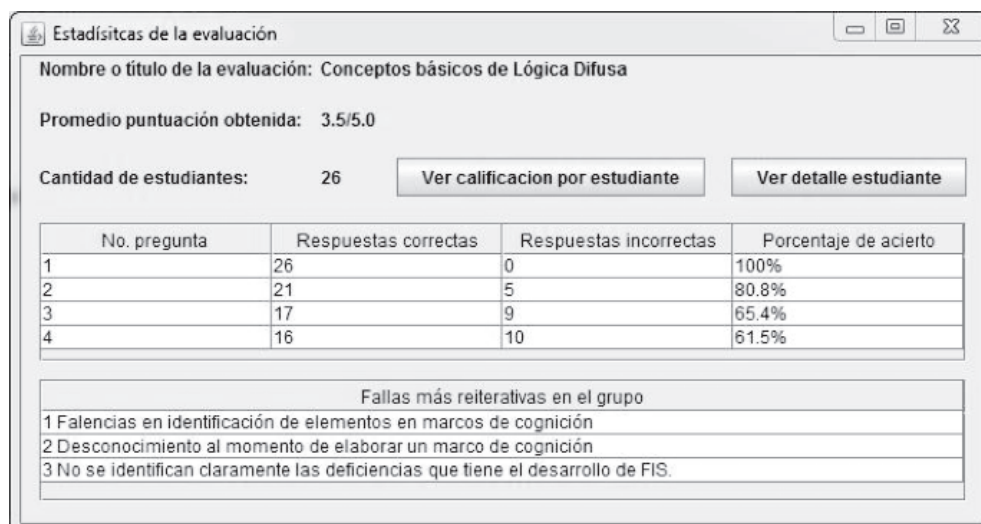 Estadísitcas de la evaluación
Nombre o título de la evaluación: Conceptos básicos de Lógica Difusa
Promedio puntuación obtenida: 3.5/5.0
Cantidad de estudiantes: 26 Ver calificacion por estudiante Ver detalle estudiante
No. pregunta Respuestas correctas Respuestas incorrectas Porcentaje de acierto
1 26 0 100%
2 21 5 80.8%
3 17 9 65.4%
4 16 10 61.5%
Fallas más reiterativas en el grupo
1 Falencias en identificación de elementos en marcos de cognición
2 Desconocimiento al momento de elaborar un marco de cognición
3 No se identifican claramente las deficiencias que tiene el desarrollo de FIS.